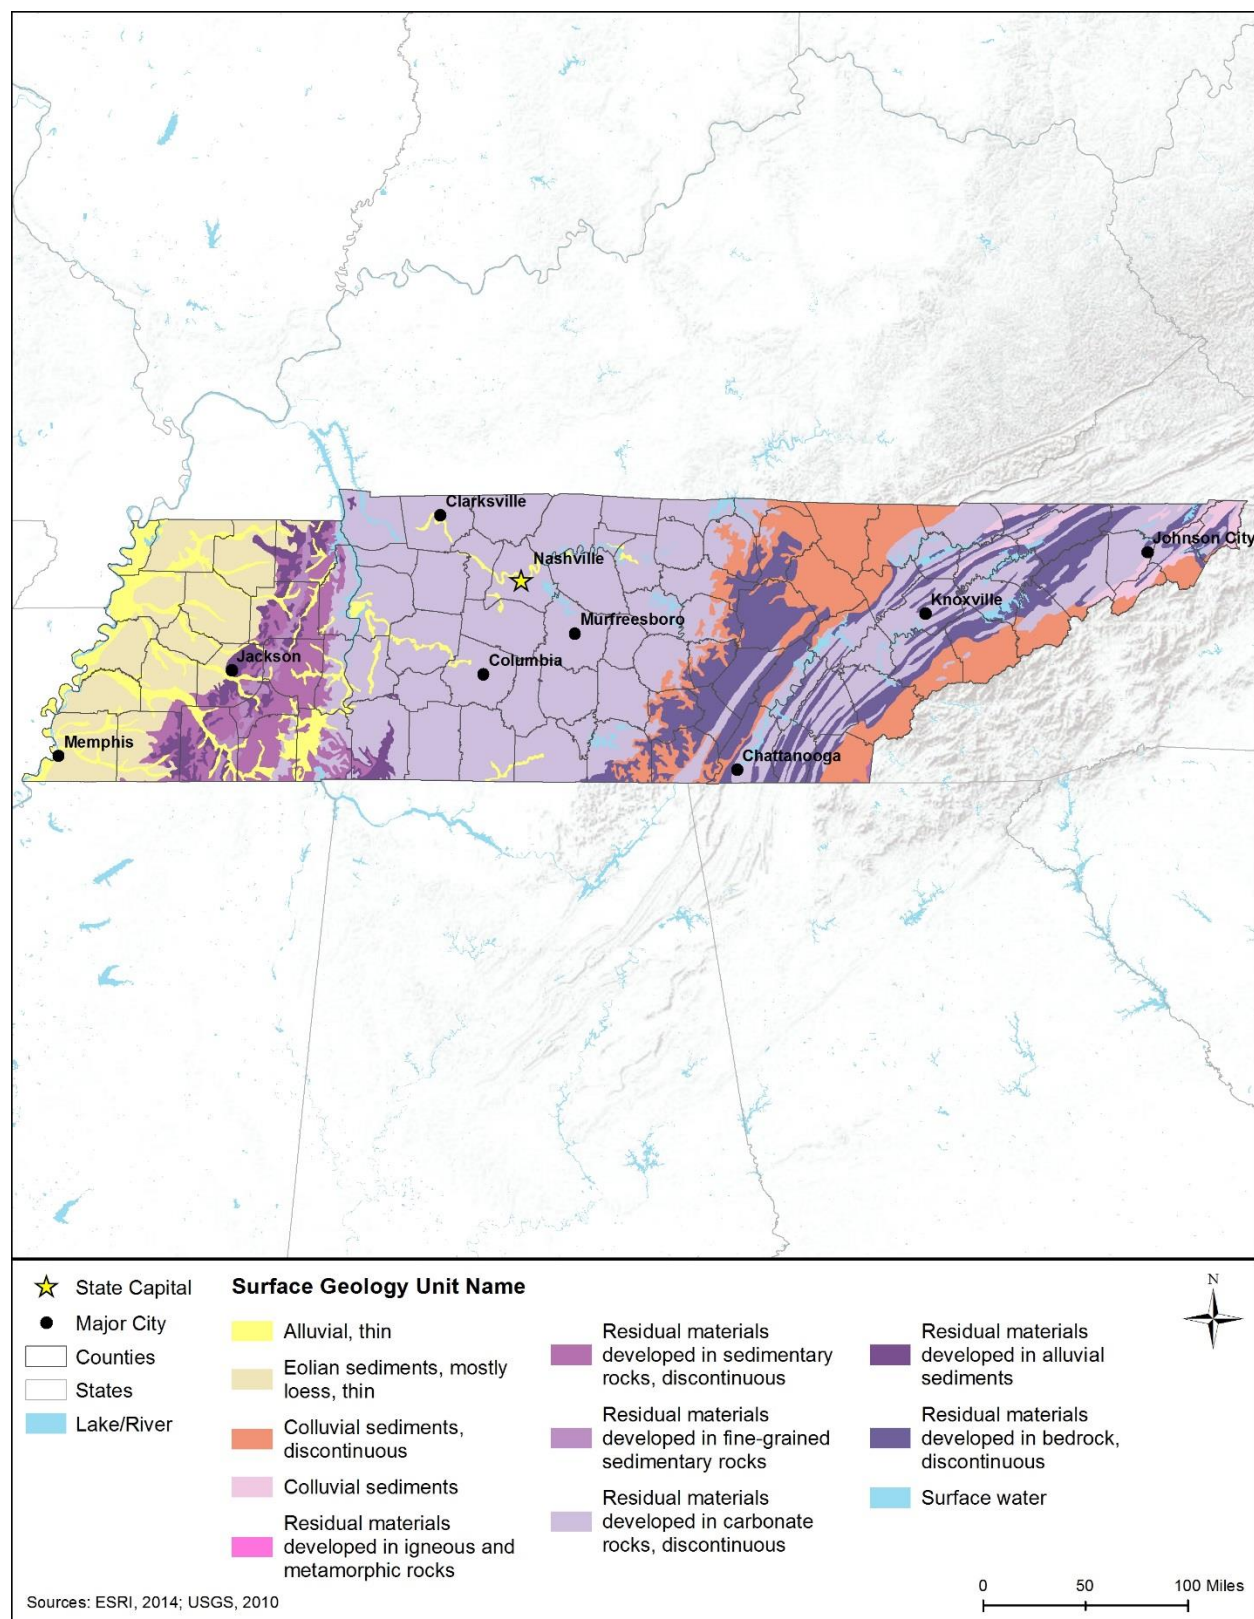 Clarksville
Nashville
Johnson City
Knoxville
Murfreesboro
Jackson
Columbia
Memphis
Chattanooga
State Capital
Major City
Counties
States
Lake/River
Surface Geology Unit Name
Alluvial, thin
Eolian sediments, mostly
loess, thin
Colluvial sediments,
discontinuous
Colluvial sediments
Residual materials
developed in igneous and
metamorphic rocks
Residual materials
developed in sedimentary
rocks, discontinuous
Residual materials
developed in fine-grained
sedimentary rocks
Residual materials
developed in carbonate
rocks, discontinuous
Residual materials
developed in alluvial
sediments
Residual materials
developed in bedrock,
discontinuous
Surface water
N
0 50 100 Miles
Sources: ESRI, 2014; USGS, 2010